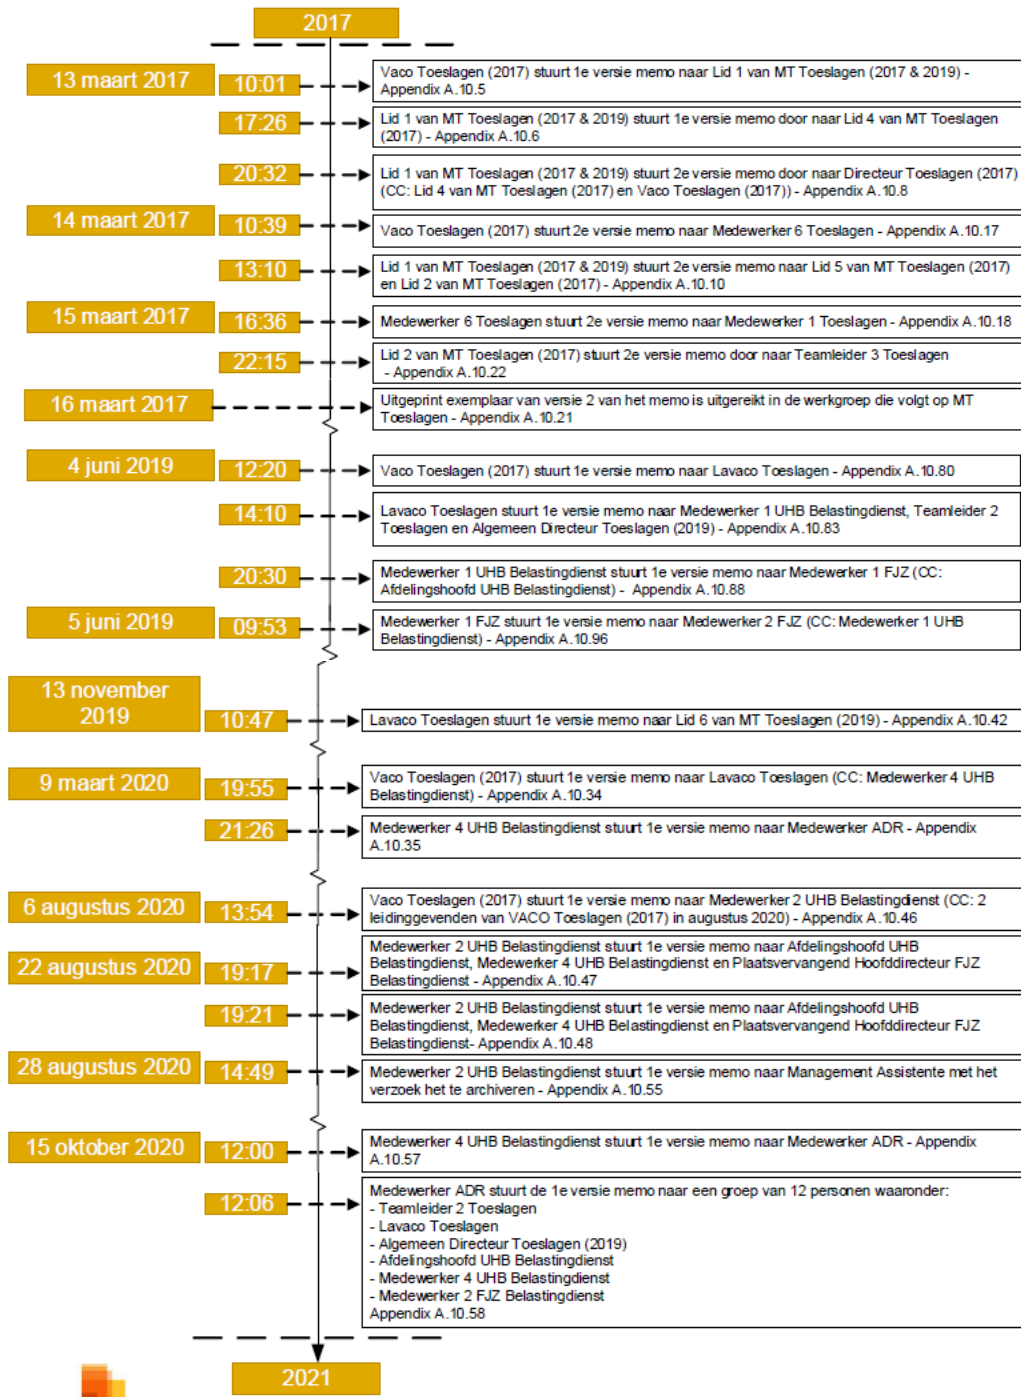 2017
13 maart 2017
10:01
Vaco Toeslagen (2017) stuurt 1e versie memo naar Lid 1 van MT Toeslagen (2017 & 2019) -
Appendix A.10.5
17:26
Lid 1 van MT Toeslagen (2017 & 2019) stuurt 1e versie memo door naar Lid 4 van MT Toeslagen
(2017) - Appendix A.10.6
20:32
Lid 1 van MT Toeslagen (2017 & 2019) stuurt 2e versie memo door naar Directeur Toeslagen (2017)
(CC: Lid 4 van MT Toeslagen (2017) en Vaco Toeslagen (2017)) - Appendix A.10.8
14 maart 2017
10:39
Vaco Toeslagen (2017) stuurt 2e versie memo naar Medewerker 6 Toeslagen - Appendix A.10.17
13:10
Lid 1 van MT Toeslagen (2017 & 2019) stuurt 2e versie memo naar Lid 5 van MT Toeslagen (2017)
en Lid 2 van MT Toeslagen (2017) - Appendix A.10.10
15 maart 2017
16:36
Medewerker 6 Toeslagen stuurt 2e versie memo naar Medewerker 1 Toeslagen - Appendix A.10.18
22:15
Lid 2 van MT Toeslagen (2017) stuurt 2e versie memo door naar Teamleider 3 Toeslagen
- Appendix A.10.22
16 maart 2017
Uitgeprint exemplaar van versie 2 van het memo is uitgereikt in de werkgroep die volgt op MT
Toeslagen - Appendix A.10.21
4 juni 2019
12:20
Vaco Toeslagen (2017) stuurt 1e versie memo naar Lavaco Toeslagen - Appendix A.10.80
14:10
Lavaco Toeslagen stuurt 1e versie memo naar Medewerker 1 UHB Belastingdienst, Teamleider 2
Toeslagen en Algemeen Directeur Toeslagen (2019) - Appendix A.10.83
20:30
Medewerker 1 UHB Belastingdienst stuurt 1e versie memo naar Medewerker 1 FJZ (CC:
Afdelingshoofd UHB Belastingdienst) - Appendix A.10.88
5 juni 2019
09:53
Medewerker 1 FJZ stuurt 1e versie memo naar Medewerker 2 FJZ (CC: Medewerker 1 UHB
Belastingdienst) - Appendix A.10.96
13 november
2019
10:47
Lavaco Toeslagen stuurt 1e versie memo naar Lid 6 van MT Toeslagen (2019) - Appendix A.10.42
9 maart 2020
19:55
Vaco Toeslagen (2017) stuurt 1e versie memo naar Lavaco Toeslagen (CC: Medewerker 4 UHB
Belastingdienst) - Appendix A.10.34
21:26
Medewerker 4 UHB Belastingdienst stuurt 1e versie memo naar Medewerker ADR - Appendix
A.10.35
6 augustus 2020
13:54
Vaco Toeslagen (2017) stuurt 1e versie memo naar Medewerker 2 UHB Belastingdienst (CC: 2
leidinggevenden van VACO Toeslagen (2017) in augustus 2020) - Appendix A.10.46
22 augustus 2020
19:17
Medewerker 2 UHB Belastingdienst stuurt 1e versie memo naar Afdelingshoofd UHB
Belastingdienst, Medewerker 4 UHB Belastingdienst en Plaatsvervangend Hoofddirecteur FJZ
Belastingdienst - Appendix A.10.47
19:21
Medewerker 2 UHB Belastingdienst stuurt 1e versie memo naar Afdelingshoofd UHB
Belastingdienst, Medewerker 4 UHB Belastingdienst en Plaatsvervangend Hoofddirecteur FJZ
Belastingdienst- Appendix A.10.48
28 augustus 2020
14:49
Medewerker 2 UHB Belastingdienst stuurt 1e versie memo naar Management Assistente met het
verzoek het te archiveren - Appendix A.10.55
15 oktober 2020
12:00
Medewerker 4 UHB Belastingdienst stuurt 1e versie memo naar Medewerker ADR - Appendix
A.10.57
12:06
Medewerker ADR stuurt de 1e versie memo naar een groep van 12 personen waaronder:
- Teamleider 2 Toeslagen
- Lavaco Toeslagen
- Algemeen Directeur Toeslagen (2019)
- Afdelingshoofd UHB Belastingdienst
- Medewerker 4 UHB Belastingdienst
- Medewerker 2 FJZ Belastingdienst
Appendix A.10.58
2021